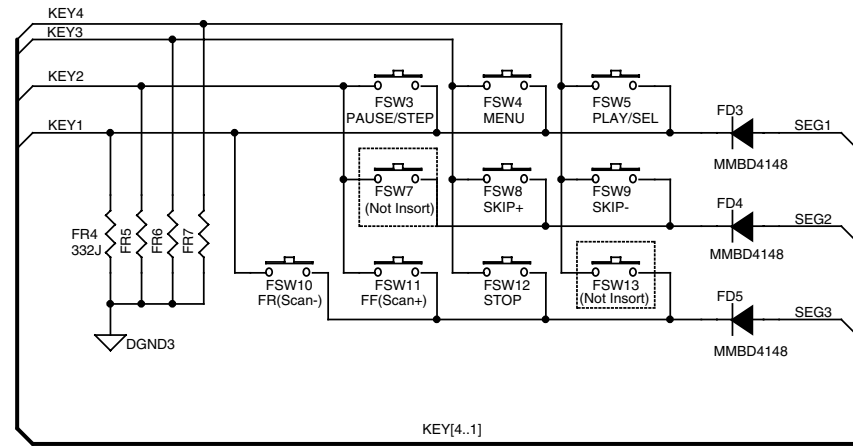 KEY4
KEY3
KEY2
KEY1
FSW3
PAUSE/STEP
FSW4
MENU
FSW5
PLAY/SEL
FD3
SEG1
MMBD4148
FSW7
(Not Insort)
FSW8
SKIP+
FSW9
SKIP-
FD4
SEG2
MMBD4148
FR4
332J
FR5
FR6
FR7
FSW10
FR(Scan-)
FSW11
FF(Scan+)
FSW12
STOP
FSW13
(Not Insort)
FD5
SEG3
MMBD4148
DGND3
KEY[4..1]